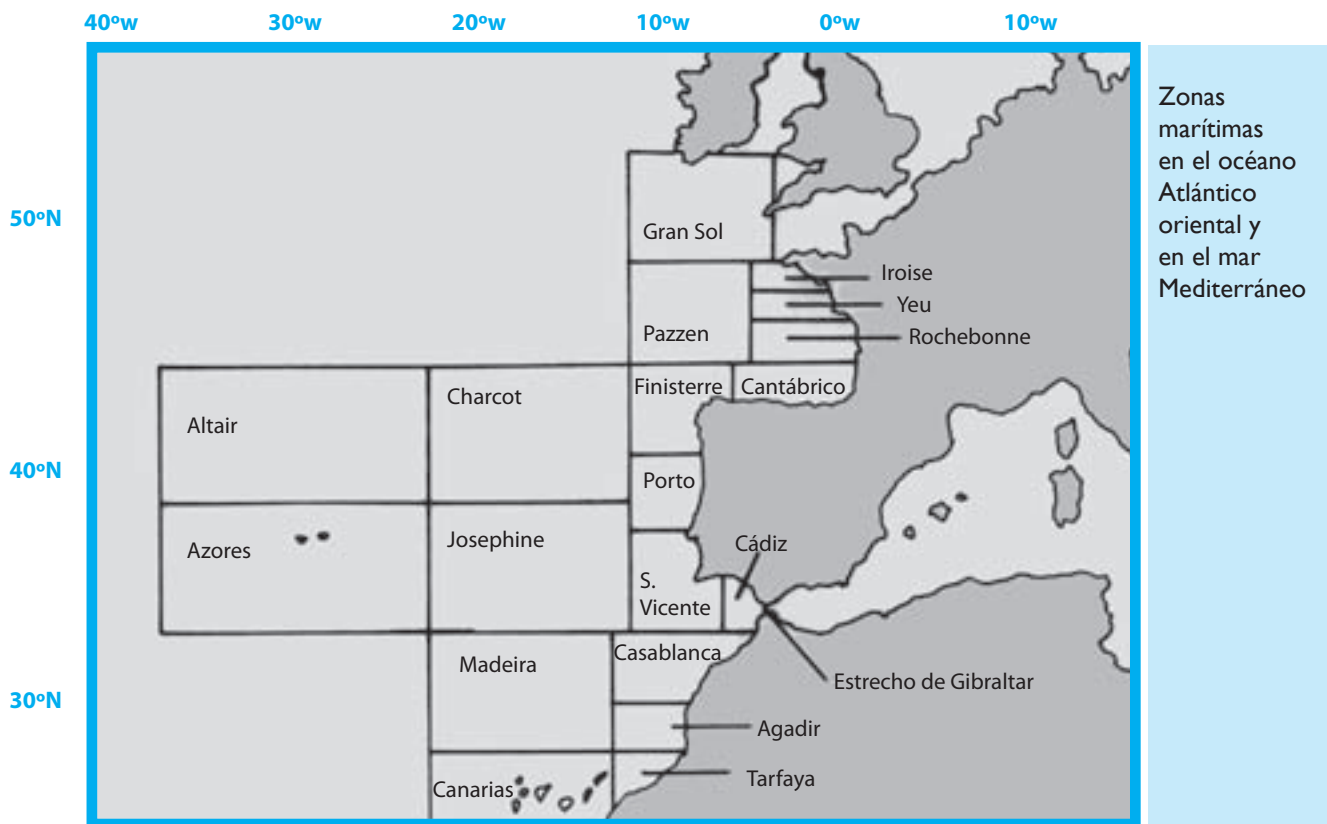 40ºw 30ºw 20ºw 10ºw 0ºw 10ºw
50ºN
40ºN
30ºN
Gran Sol
Iroise
Yeu
Pazzen
Rochebonne
Finisterre
Cantábrico
Charcot
Altair
Porto
Azores
Josephine
Cádiz
S.
Vicente
Madeira
Casablanca
Estrecho de Gibraltar
Agadir
Tarfaya
Canarias
Zonas
marítimas
en el océano
Atlántico
oriental y
en el mar
Mediterráneo